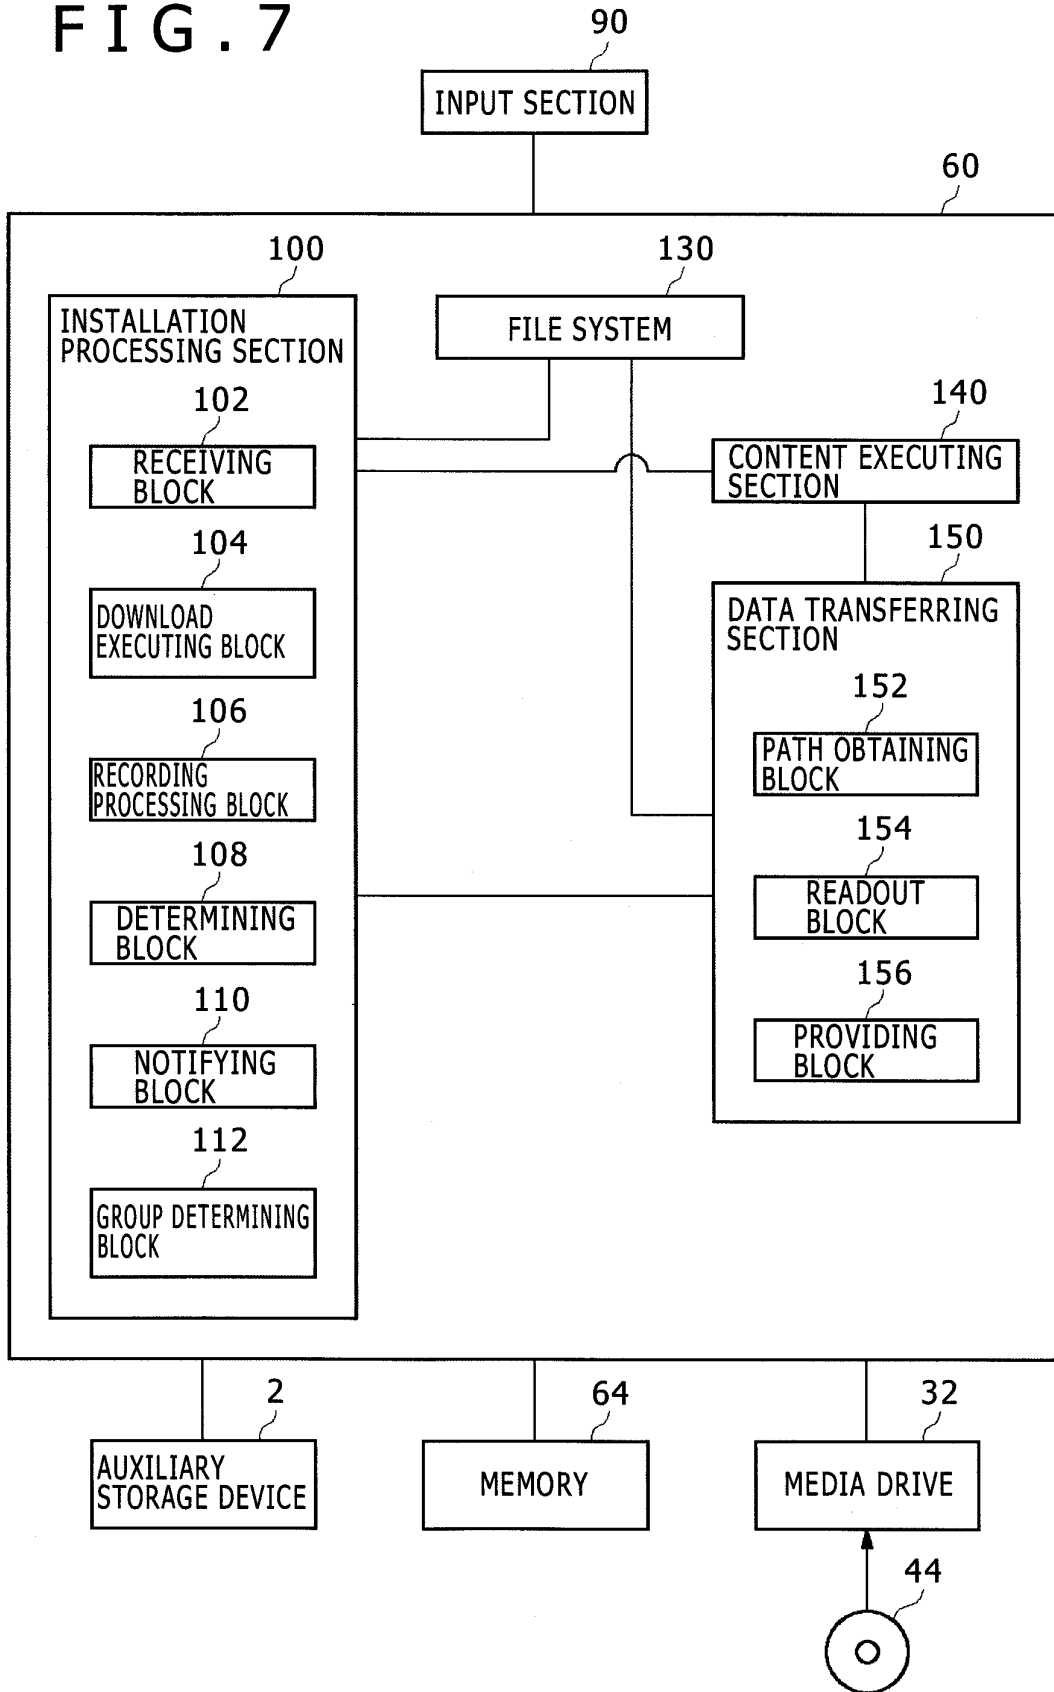 FIG.7
90
INPUT SECTION
60
100
130
INSTALLATION
PROCESSING SECTION
FILE SYSTEM
102
RECEIVING
BLOCK
140
CONTENT EXECUTING
SECTION
104
DOWNLOAD
EXECUTING BLOCK
150
DATA TRANSFERRING
SECTION
106
RECORDING
PROCESSING BLOCK
152
PATH OBTAINING
BLOCK
108
DETERMINING
BLOCK
154
READOUT
BLOCK
110
NOTIFYING
BLOCK
156
PROVIDING
BLOCK
112
GROUP DETERMINING
BLOCK
2
AUXILIARY
STORAGE DEVICE
64
MEMORY
32
MEDIA DRIVE
44